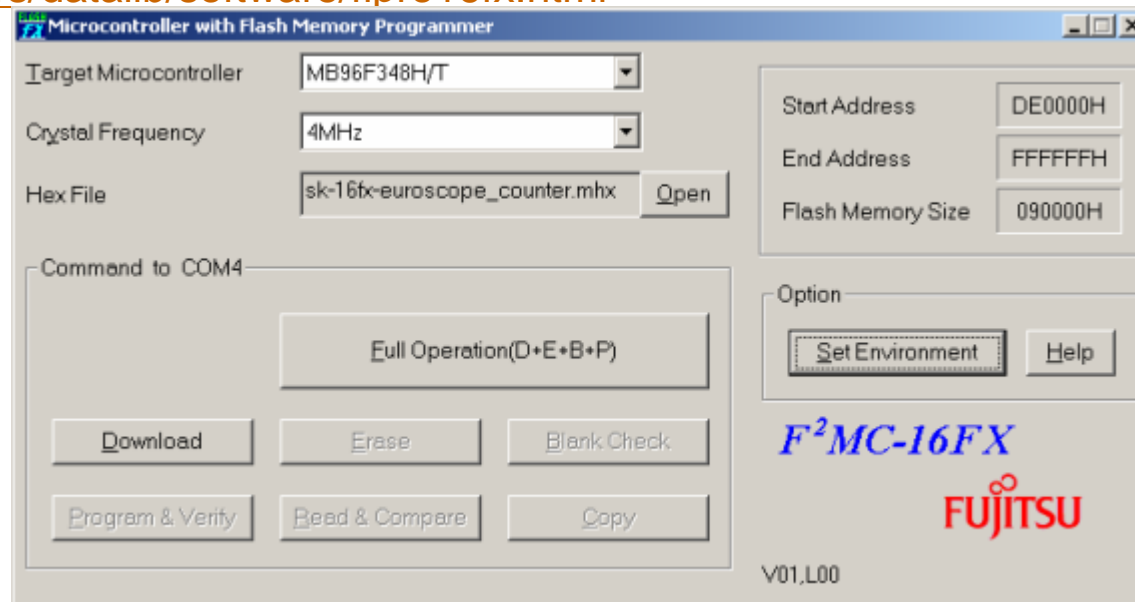 Microcontroller with Flash Memory Programmer
Target Microcontroller
MB96F348H/T
Crystal Frequency
4MHz
Hex File
sk-16fx-euroscope_counter.mhx
Open
Start Address
DE0000H
End Address
FFFFFFH
Flash Memory Size
090000H
Command to COM4
Full Operation(D+E+B+P)
Download
Erase
Blank Check
Program & Verify
Read & Compare
Copy
Option
Set Environment
Help
F²MC-16FX
FUJITSU
V01,L00